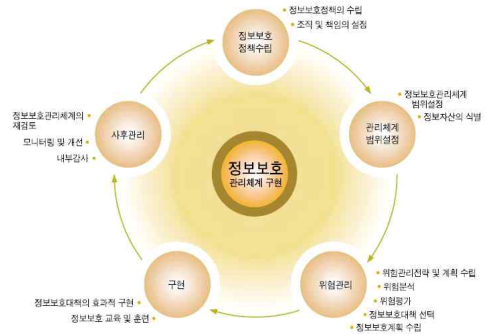 정보보호
정책수립
정보보호정책의 수립
조직 및 책임의 설정
관리체계
범위설정
정보보호관리체계
범위설정
정보자산의 식별
위험관리
위험관리전략 및 계획 수립
위험분석
위험평가
정보보호대책 선택
정보보호계획 수립
구현
정보보호대책의 효과적 구현
정보보호 교육 및 훈련
사후관리
정보보호관리체계의
재검토
모니터링 및 개선
내부감사
정보보호
관리체계 구현